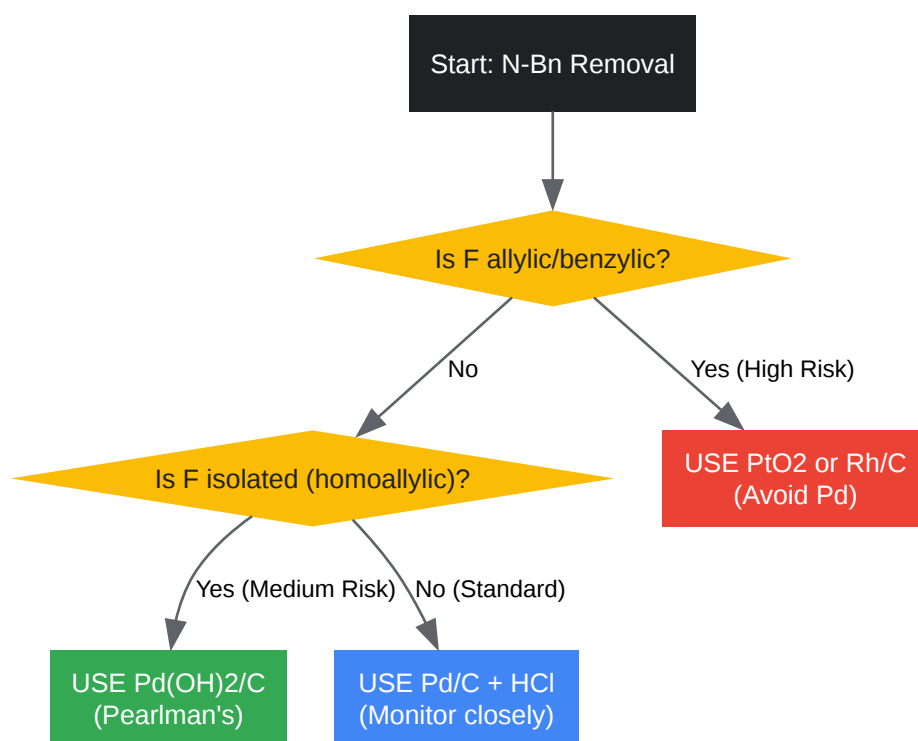 Start: N-Bn Removal
Is F allylic/benzylic?
No
Yes (High Risk)
USE PtO2 or Rh/C
(Avoid Pd)
Is F isolated (homoallylic)?
Yes (Medium Risk)
No (Standard)
USE Pd(OH)2/C
(Pearlman's)
USE Pd/C + HCl
(Monitor closely)